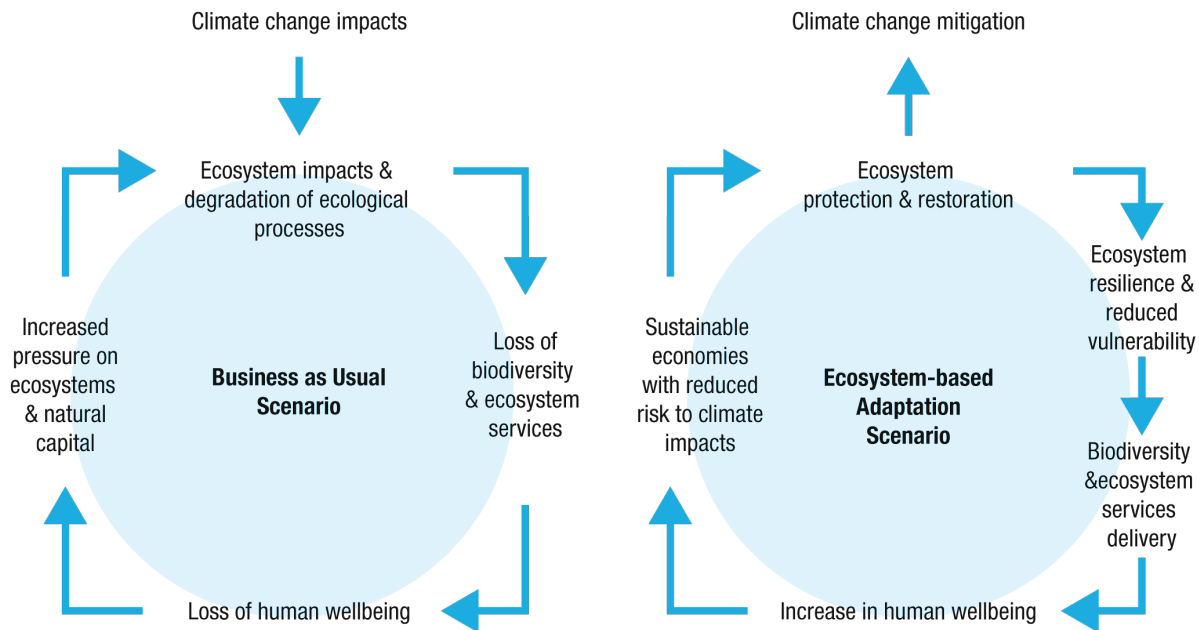 Climate change impacts
Ecosystem impacts &
degradation of ecological
processes
Loss of
biodiversity
& ecosystem
services
Loss of human wellbeing
Increased
pressure on
ecosystems
& natural
capital
Business as Usual
Scenario
Climate change mitigation
Ecosystem
protection & restoration
Ecosystem
resilience &
reduced
vulnerability
Biodiversity
&ecosystem
services
delivery
Increase in human wellbeing
Sustainable
economies
with reduced
risk to climate
impacts
Ecosystem-based
Adaptation
Scenario